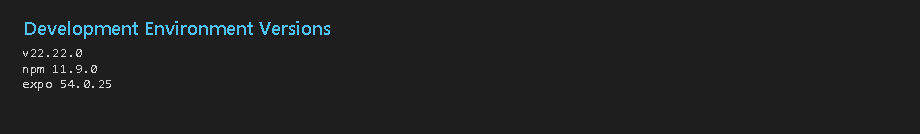 Development Environment Versions
v22.22.0
npm 11.9.0
expo 54.0.25